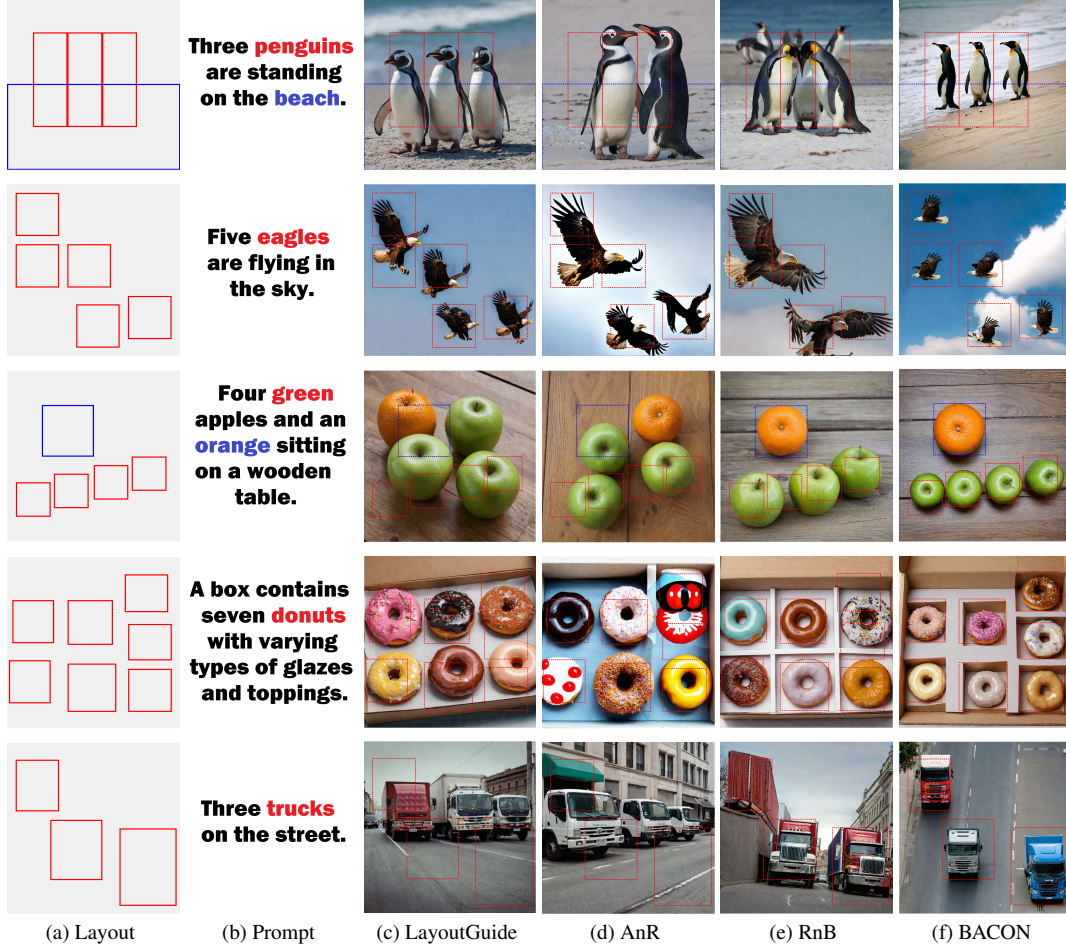 Three penguins
are standing
on the beach.
Five eagles
are flying in
the sky.
Four green
apples and an
orange sitting
on a wooden
table.
A box contains
seven donuts
with varying
types of glazes
and toppings.
Three trucks
on the street.
(a) Layout
(b) Prompt
(c) LayoutGuide
(d) AnR
(e) RnB
(f) BACON